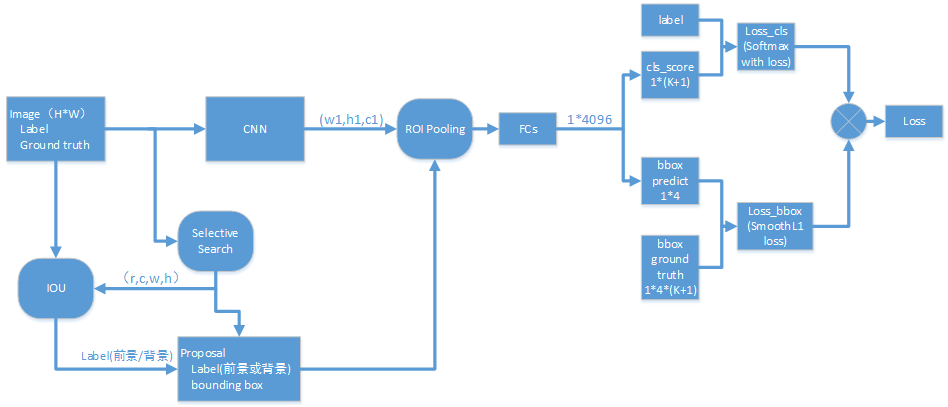 label
Loss_cls
(Softmax
with loss)
cls_score
1*(K+1)
Image（H*W）
Label
Ground truth
CNN
(w1,h1,c1)
ROI Pooling
FCs
1*4096
Loss
bbox
predict
1*4
Selective
Search
Loss_bbox
(SmoothL1
loss)
bbox
ground
truth
1*4*(K+1)
IOU
（r,c,w,h）
Label(前景/背景)
Proposal
Label(前景或背景)
bounding box